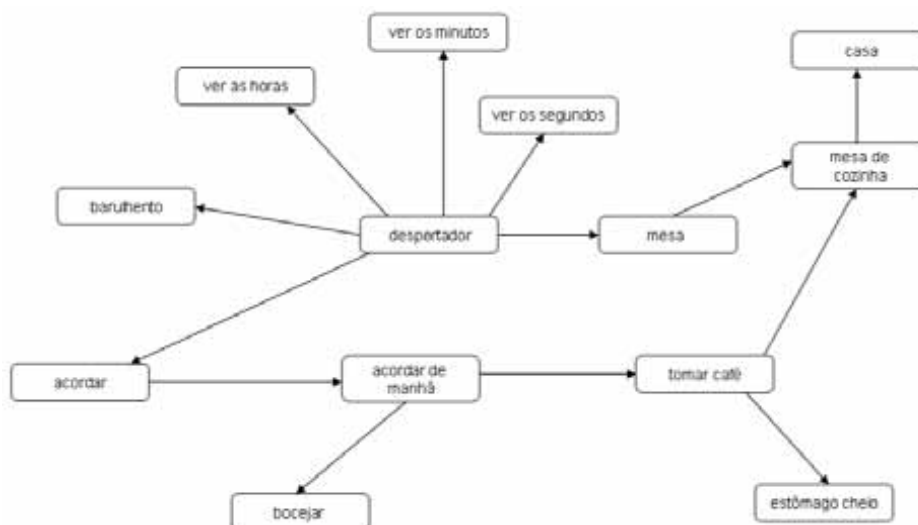 ver os minutos
casa
ver as horas
ver os segundos
mesa de
cozinha
barulhento
despertador
mesa
acordar
acordar de
manhã
tomar café
estômago cheio
bocejar